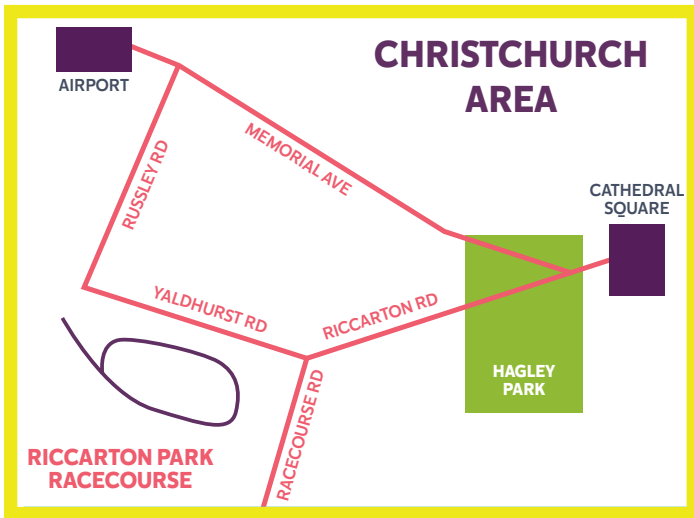 CHRISTCHURCH
AREA
AIRPORT
MEMORIAL AVE
RUSSLEY RD
CATHEDRAL
SQUARE
YALDHURST RD
RICCARTON RD
HAGLEY
PARK
RACECOURSE RD
RICCARTON PARK
RACECOURSE